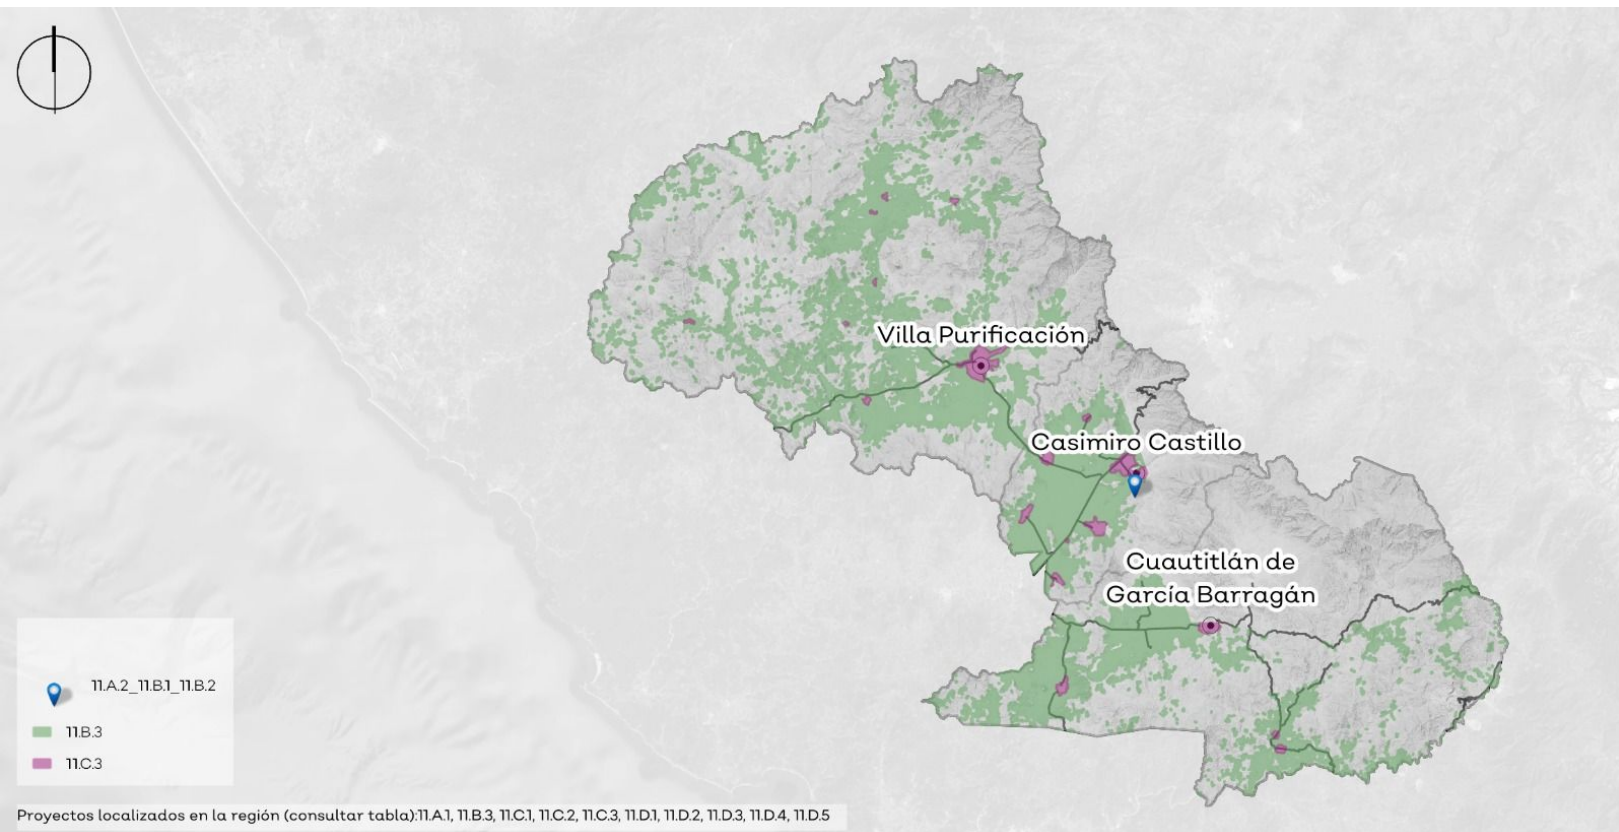 Villa Purificación
Casimiro Castillo
Cuautitlán de
García Barragán
11.A.2_11.B.1_11.B.2
11.B.3
11.C.3
Proyectos localizados en la región (consultar tabla):11.A.1, 11.B.3, 11.C.1, 11.C.2, 11.C.3, 11.D.1, 11.D.2, 11.D.3, 11.D.4, 11.D.5